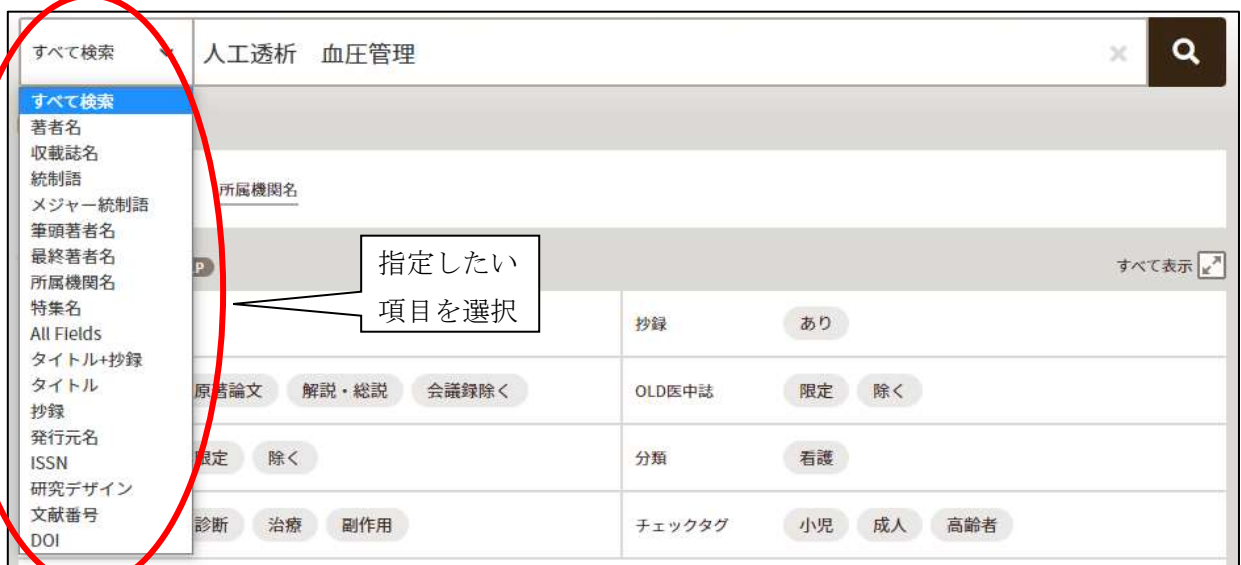 すべて検索
人工透析 血圧管理
すべて検索
著者名
収載誌名
統制語
メジャー統制語
筆頭著者名
最終著者名
所属機関名
特集名
All Fields
タイトル+抄録
タイトル
抄録
発行元名
ISSN
研究デザイン
文献番号
DOI
所属機関名
P
すべて表示
指定したい
項目を選択
抄録 あり
原著論文 解説・総説 会議録除く
OLD医中誌 限定 除く
限定 除く
分類 看護
診断 治療 副作用
チェックタグ 小児 成人 高齢者